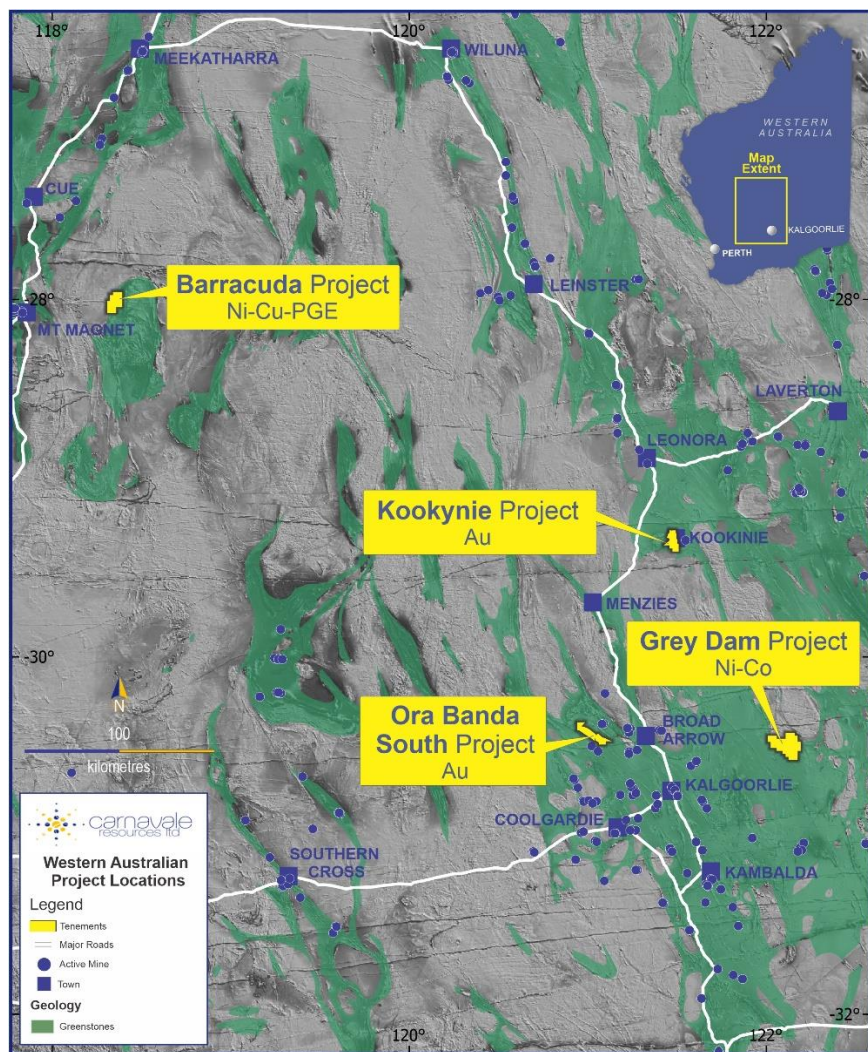 118°
120°
122°
MEEKATHARRA
WILUNA
WESTERN
AUSTRALIA
Map
Extent
KALGOORLIE
PERTH
CUE
Barracuda Project
Ni-Cu-PGE
LEINSTER
-28°
-28°
MT MAGNET
LAVERTON
LEONORA
Kookynie Project
Au
KOOKINIE
MENZIES
-30°
Grey Dam Project
Ni-Co
N
100
kilometres
Ora Banda
South Project
Au
BROAD
ARROW
KALGOORLIE
COOLGARDIE
SOUTHERN
CROSS
KAMBALDA
carnavale
resources ltd
Western Australian
Project Locations
Legend
Tenements
Major Roads
Active Mine
Town
Geology
Greenstones
-32°
120°
122°